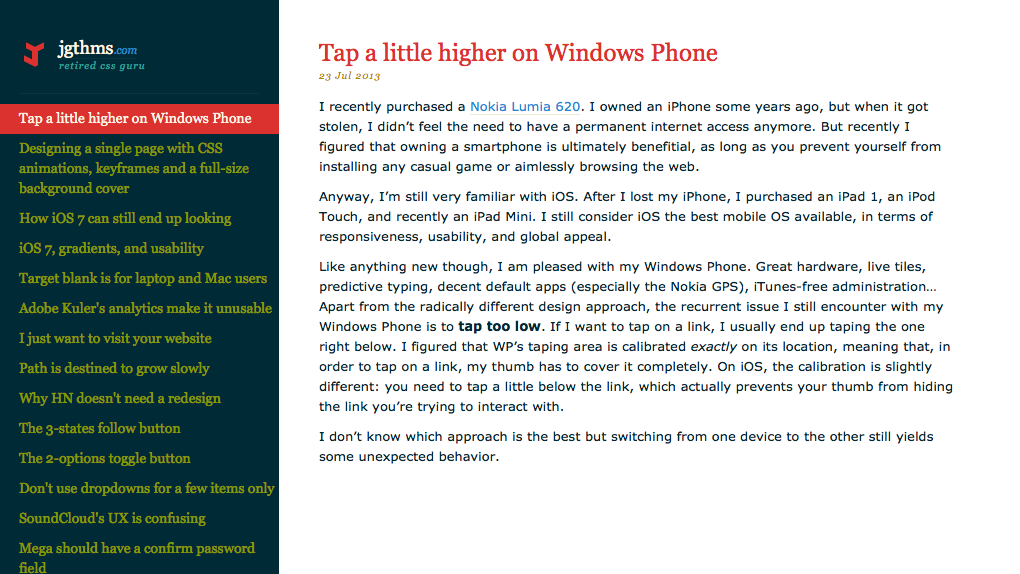 jgthms.com
retired css guru
Tap a little higher on Windows Phone
Designing a single page with CSS
animations, keyframes and a full-size
background cover
How iOS 7 can still end up looking
iOS 7, gradients, and usability
Target blank is for laptop and Mac users
Adobe Kuler's analytics make it unusable
I just want to visit your website
Path is destined to grow slowly
Why HN doesn't need a redesign
The 3-states follow button
The 2-options toggle button
Don't use dropdowns for a few items only
SoundCloud's UX is confusing
Mega should have a confirm password
field
Tap a little higher on Windows Phone
23 Jul 2013
I recently purchased a Nokia Lumia 620. I owned an iPhone some years ago, but when it got
stolen, I didn't feel the need to have a permanent internet access anymore. But recently I
figured that owning a smartphone is ultimately benefitial, as long as you prevent yourself from
installing any casual game or aimlessly browsing the web.
Anyway, I'm still very familiar with iOS. After I lost my iPhone, I purchased an iPad 1, an iPod
Touch, and recently an iPad Mini. I still consider iOS the best mobile OS available, in terms of
responsiveness, usability, and global appeal.
Like anything new though, I am pleased with my Windows Phone. Great hardware, live tiles,
predictive typing, decent default apps (especially the Nokia GPS), iTunes-free administration…
Apart from the radically different design approach, the recurrent issue I still encounter with my
Windows Phone is to tap too low. If I want to tap on a link, I usually end up taping the one
right below. I figured that WP's taping area is calibrated exactly on its location, meaning that, in
order to tap on a link, my thumb has to cover it completely. On iOS, the calibration is slightly
different: you need to tap a little below the link, which actually prevents your thumb from hiding
the link you're trying to interact with.
I don't know which approach is the best but switching from one device to the other still yields
some unexpected behavior.